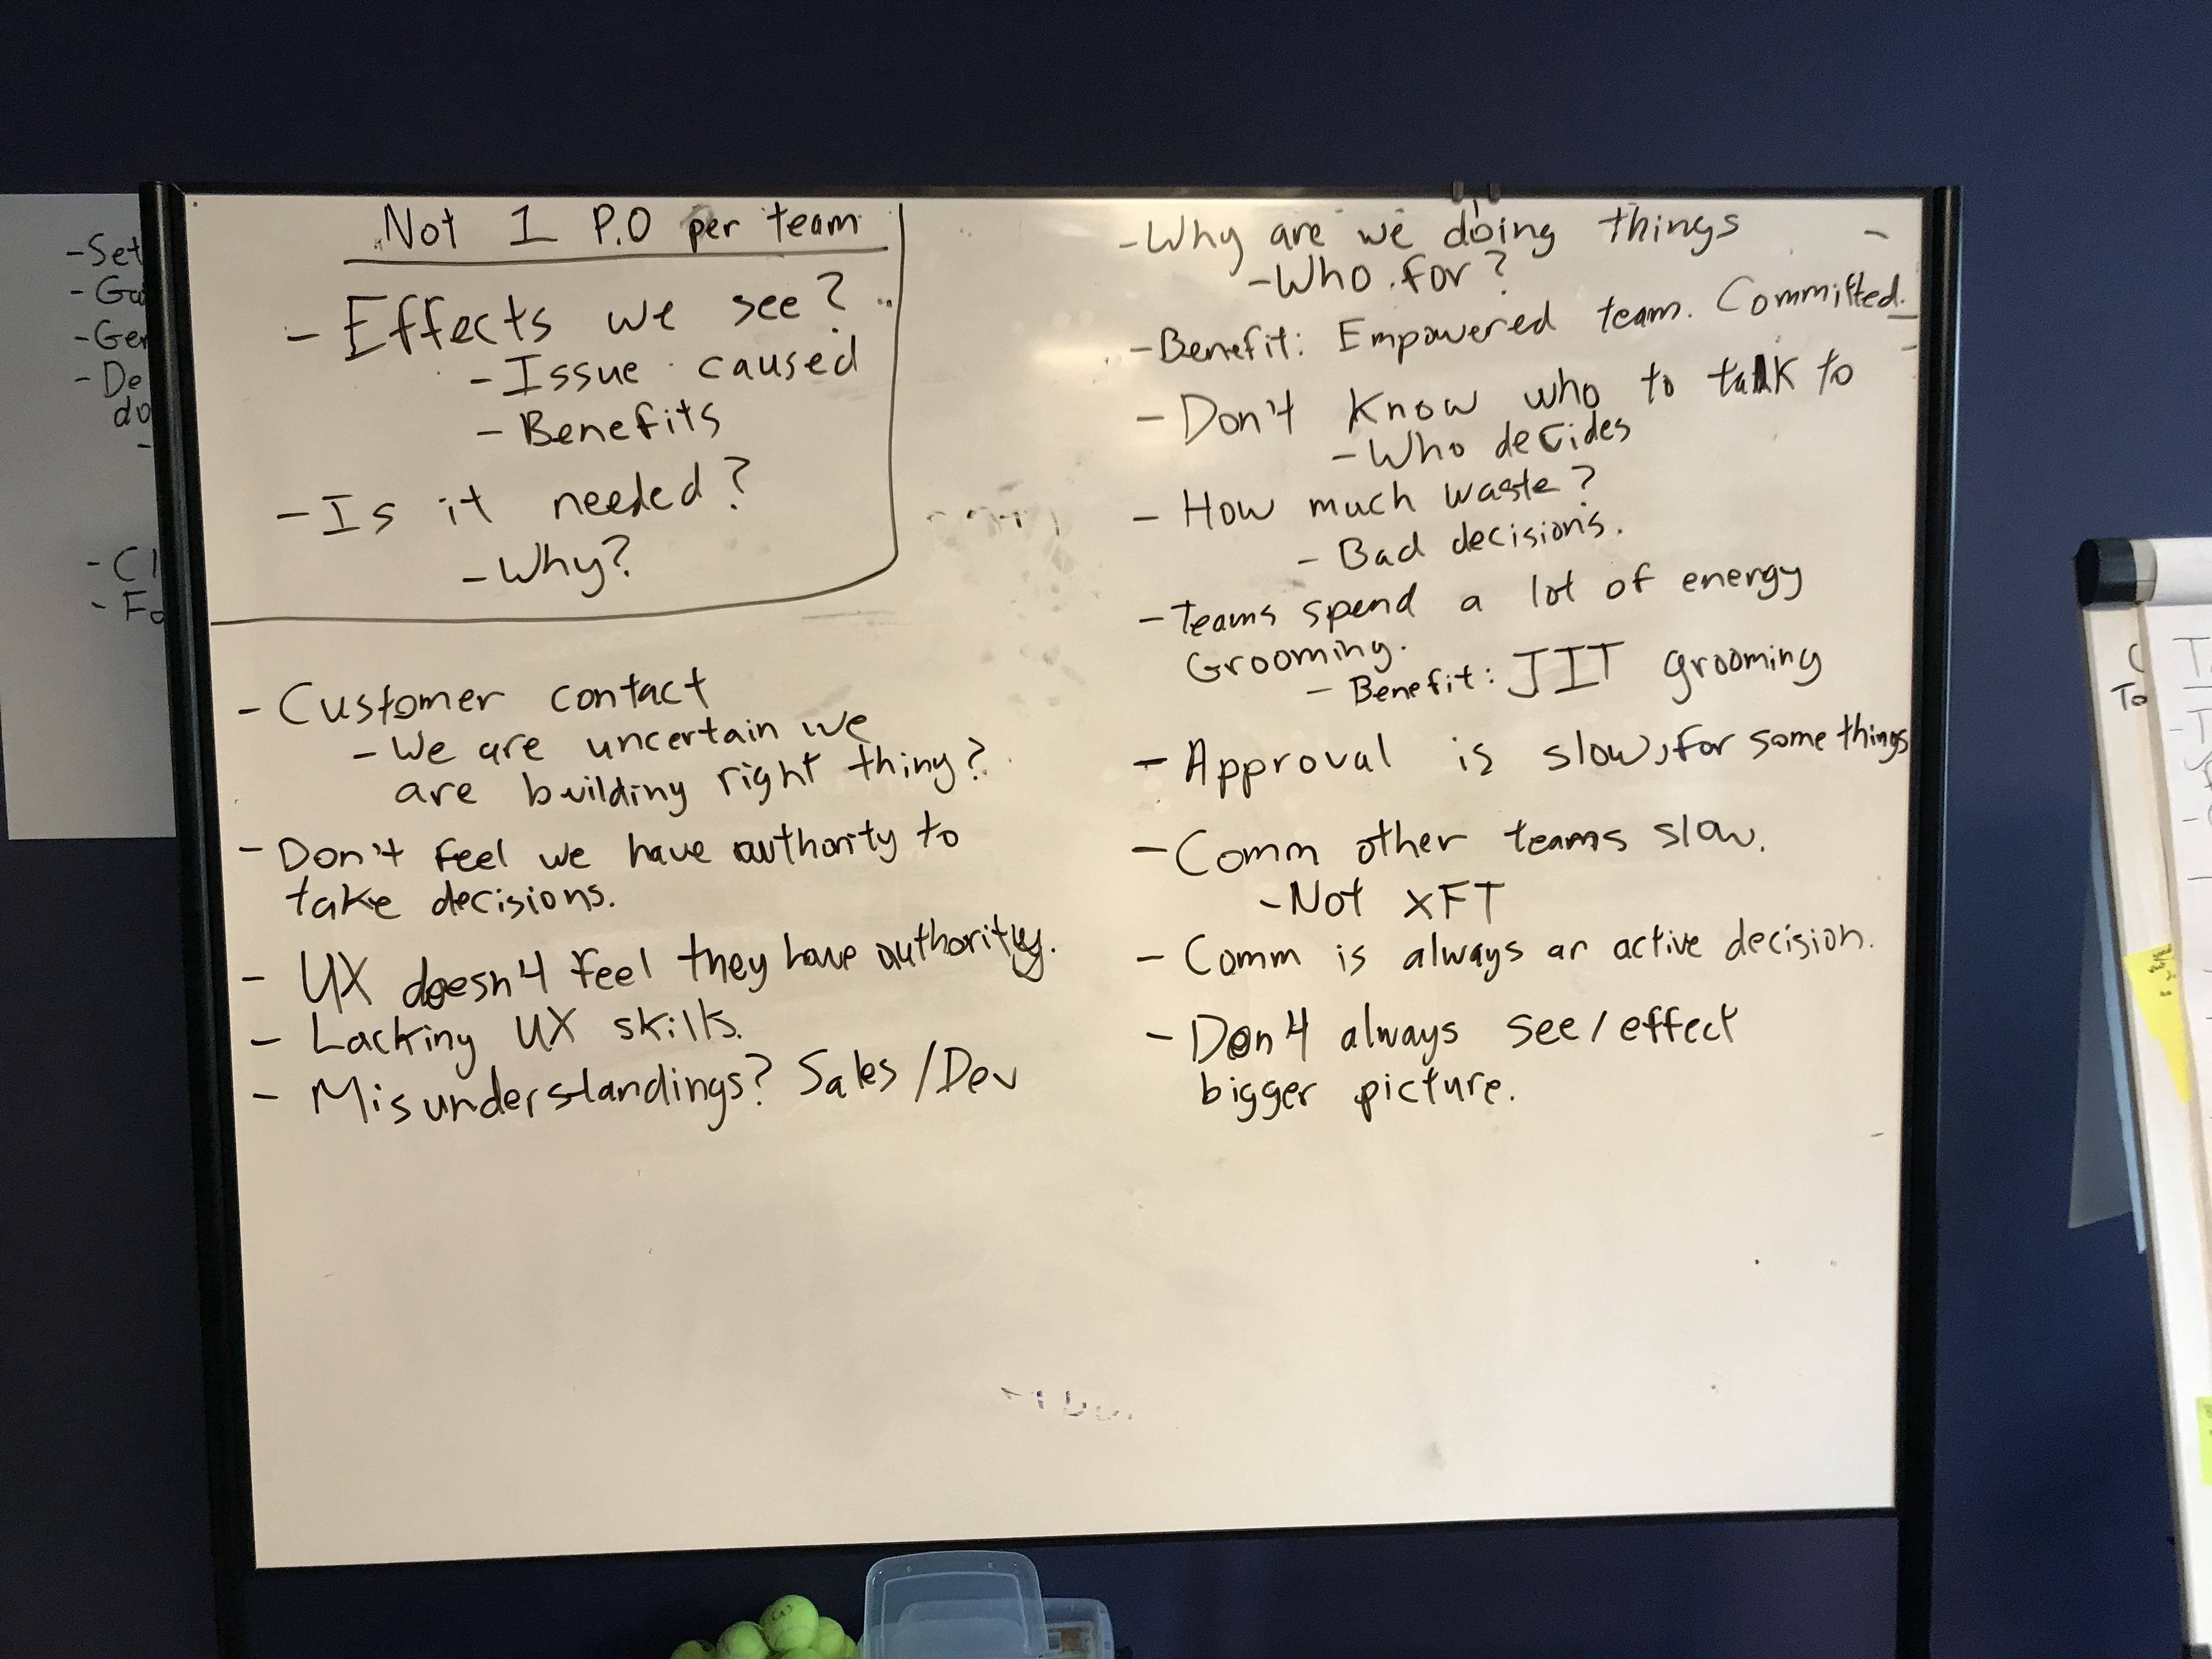 Not 1 P.O per team
- Effects we see?
- Issue caused
- Benefits
- Is it needed?
- Why?
- Customer contact
- We are uncertain we
are building right thing?
- Don't feel we have authority to
take decisions.
- UX doesn't feel they have authority.
- Lacking UX skills.
- Misunderstandings? Sales/Dev
- Why are we doing things
- Who for?
- Benefit: Empowered team. Committed.
- Don't know who to talk to
- Who decides
- How much waste?
- Bad decisions.
- Teams spend a lot of energy
Grooming.
- Benefit: JIT grooming
- Approval is slow, for some things
- Comm other teams slow.
- Not xFT
- Comm is always an active decision.
- Don't always see/effect
bigger picture.
- Set
- De
do
To